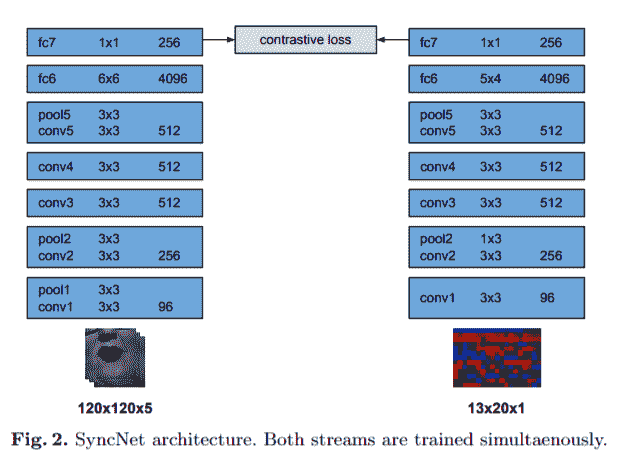 fc7 1x1 256
contrastive loss
fc7 1x1 256
fc6 6x6 4096
fc6 5x4 4096
pool5 3x3
conv5 3x3 512
pool5 3x3
conv5 3x3 512
conv4 3x3 512
conv4 3x3 512
conv3 3x3 512
conv3 3x3 512
pool2 3x3
conv2 3x3 256
pool2 1x3
conv2 3x3 256
pool1 3x3
conv1 3x3 96
conv1 3x3 96
120x120x5
13x20x1
Fig. 2. SyncNet architecture. Both streams are trained simultaenously.